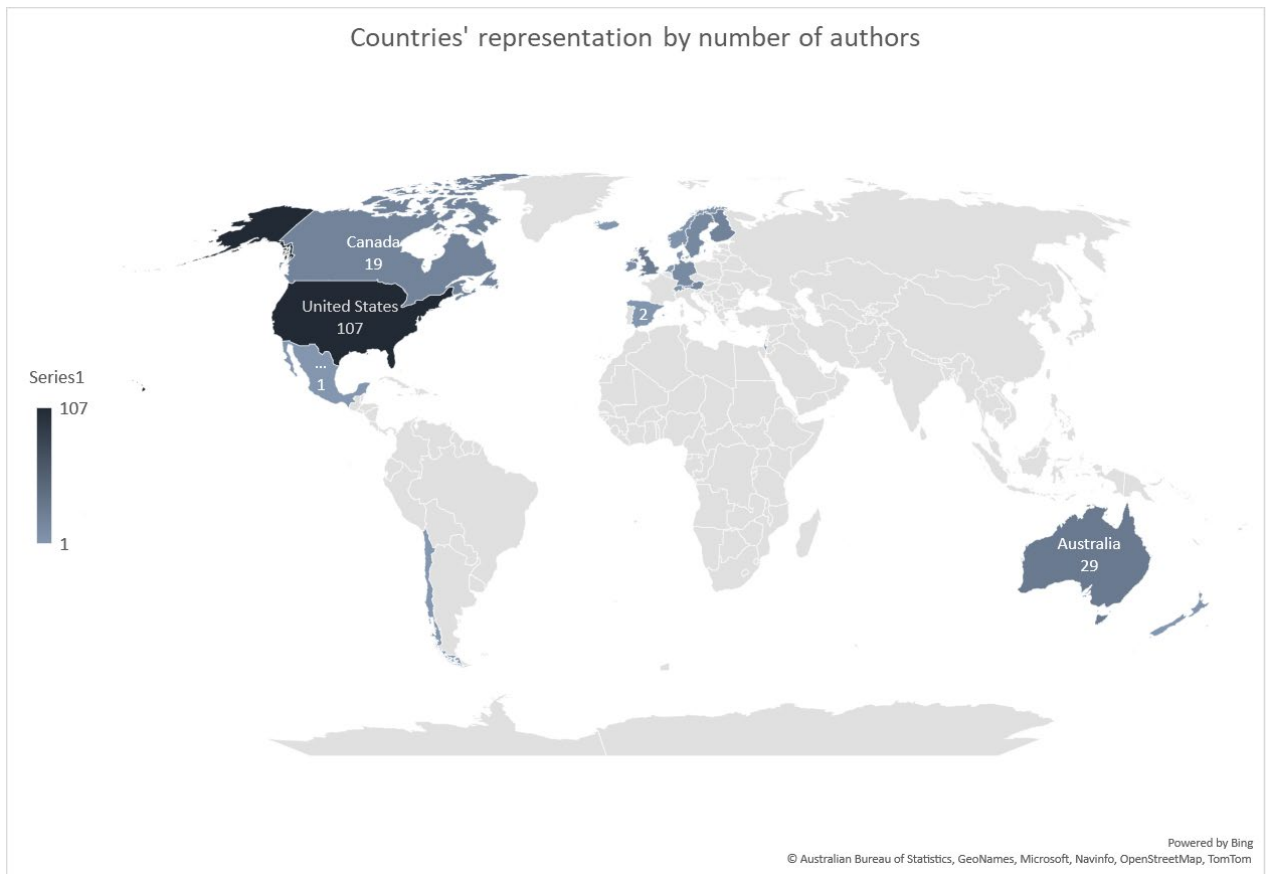 Countries' representation by number of authors
Canada
19
United States
107
2
...
1
Series1
107
1
Australia
29
Powered by Bing
© Australian Bureau of Statistics, GeoNames, Microsoft, Navinfo, OpenStreetMap, TomTom